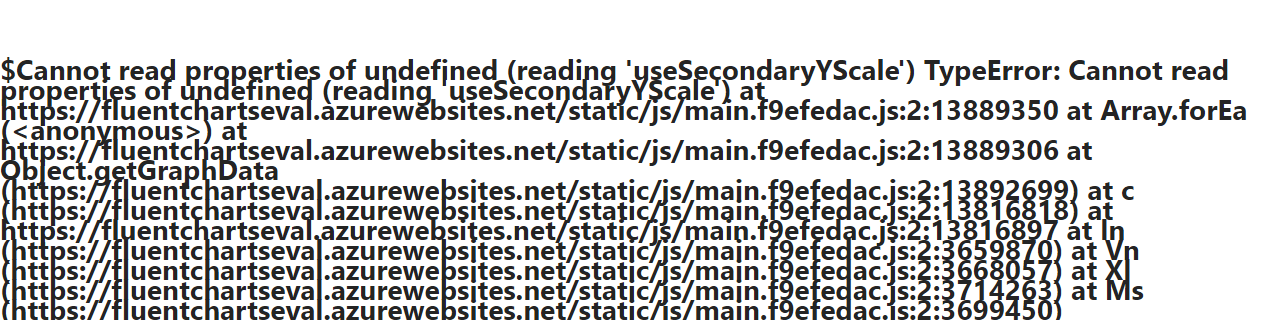 $Cannot read properties of undefined (reading 'useSecondaryYScale') TypeError: Cannot read
properties of undefined (reading 'useSecondaryYScale') at
https://fluentchartseval.azurewebsites.net/static/js/main.f9efedac.js:2:13889350 at Array.forEa
(<anonymous>) at
https://fluentchartseval.azurewebsites.net/static/js/main.f9efedac.js:2:13889306 at
Object.getGraphData
(https://fluentchartseval.azurewebsites.net/static/js/main.f9efedac.js:2:13892699) at c
(https://fluentchartseval.azurewebsites.net/static/js/main.f9efedac.js:2:13816818) at
https://fluentchartseval.azurewebsites.net/static/js/main.f9efedac.js:2:13816897 at ln
(https://fluentchartseval.azurewebsites.net/static/js/main.f9efedac.js:2:3659870) at Vn
(https://fluentchartseval.azurewebsites.net/static/js/main.f9efedac.js:2:3668057) at Xl
(https://fluentchartseval.azurewebsites.net/static/js/main.f9efedac.js:2:3714263) at Ms
(https://fluentchartseval.azurewebsites.net/static/js/main.f9efedac.js:2:3699450)